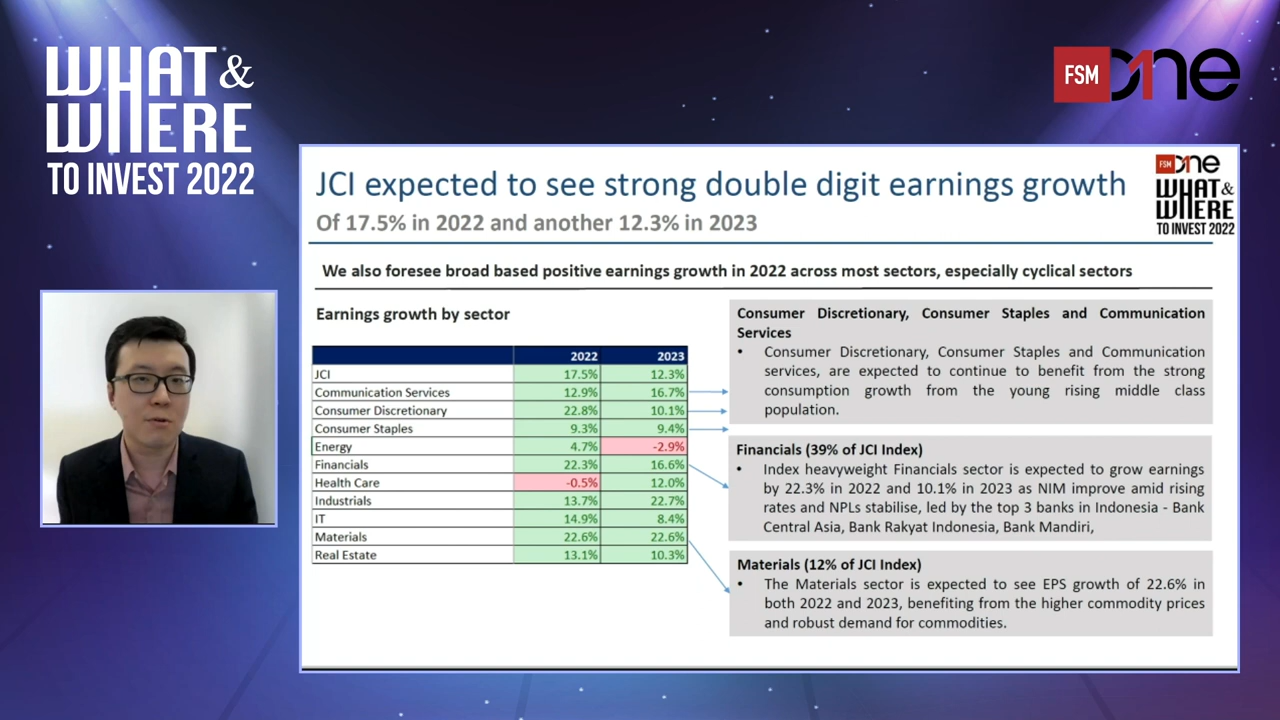 WHAT &
WHERE
TO INVEST 2022
FSM one
JCI expected to see strong double digit earnings growth
Of 17.5% in 2022 and another 12.3% in 2023
FSM one
WHAT &
WHERE
TO INVEST 2022
We also foresee broad based positive earnings growth in 2022 across most sectors, especially cyclical sectors
Earnings growth by sector
2022 2023
JCI 17.5% 12.3%
Communication Services 12.9% 16.7%
Consumer Discretionary 22.8% 10.1%
Consumer Staples 9.3% 9.4%
Energy 4.7% -2.9%
Financials 22.3% 16.6%
Health Care -0.5% 12.0%
Industrials 13.7% 22.7%
IT 14.9% 8.4%
Materials 22.6% 22.6%
Real Estate 13.1% 10.3%
Consumer Discretionary, Consumer Staples and Communication
Services
• Consumer Discretionary, Consumer Staples and Communication
services, are expected to continue to benefit from the strong
consumption growth from the young rising middle class
population.
Financials (39% of JCI Index)
• Index heavyweight Financials sector is expected to grow earnings
by 22.3% in 2022 and 10.1% in 2023 as NIM improve amid rising
rates and NPLs stabilise, led by the top 3 banks in Indonesia - Bank
Central Asia, Bank Rakyat Indonesia, Bank Mandiri,
Materials (12% of JCI Index)
• The Materials sector is expected to see EPS growth of 22.6% in
both 2022 and 2023, benefiting from the higher commodity prices
and robust demand for commodities.